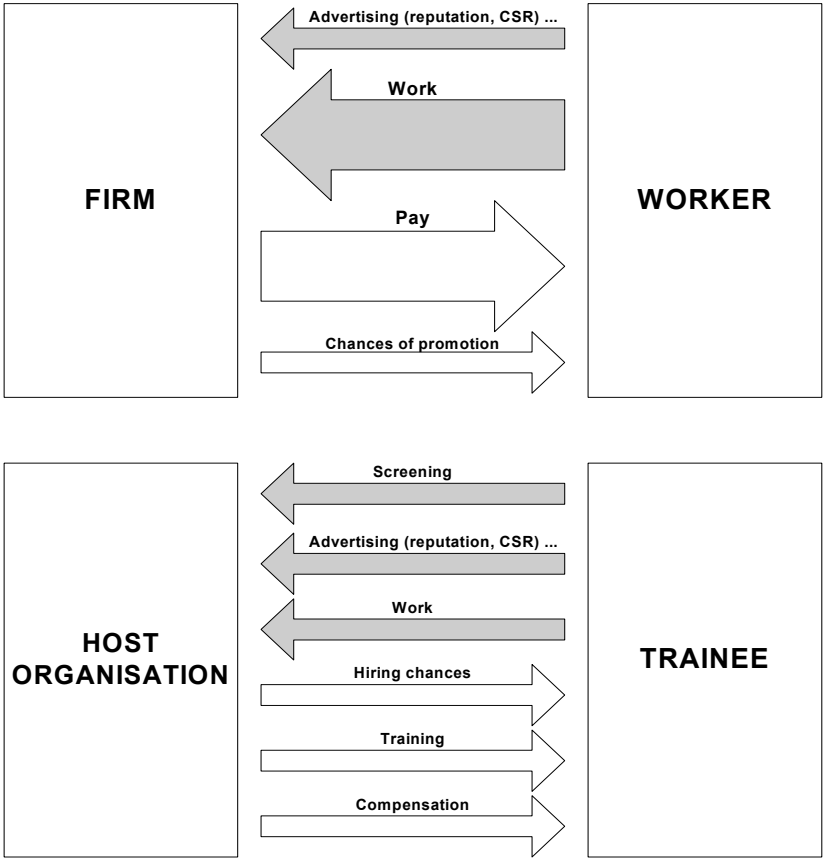 Advertising (reputation, CSR) ...
Work
FIRM
WORKER
Pay
Chances of promotion
Screening
Advertising (reputation, CSR) ...
Work
HOST
ORGANISATION
TRAINEE
Hiring chances
Training
Compensation